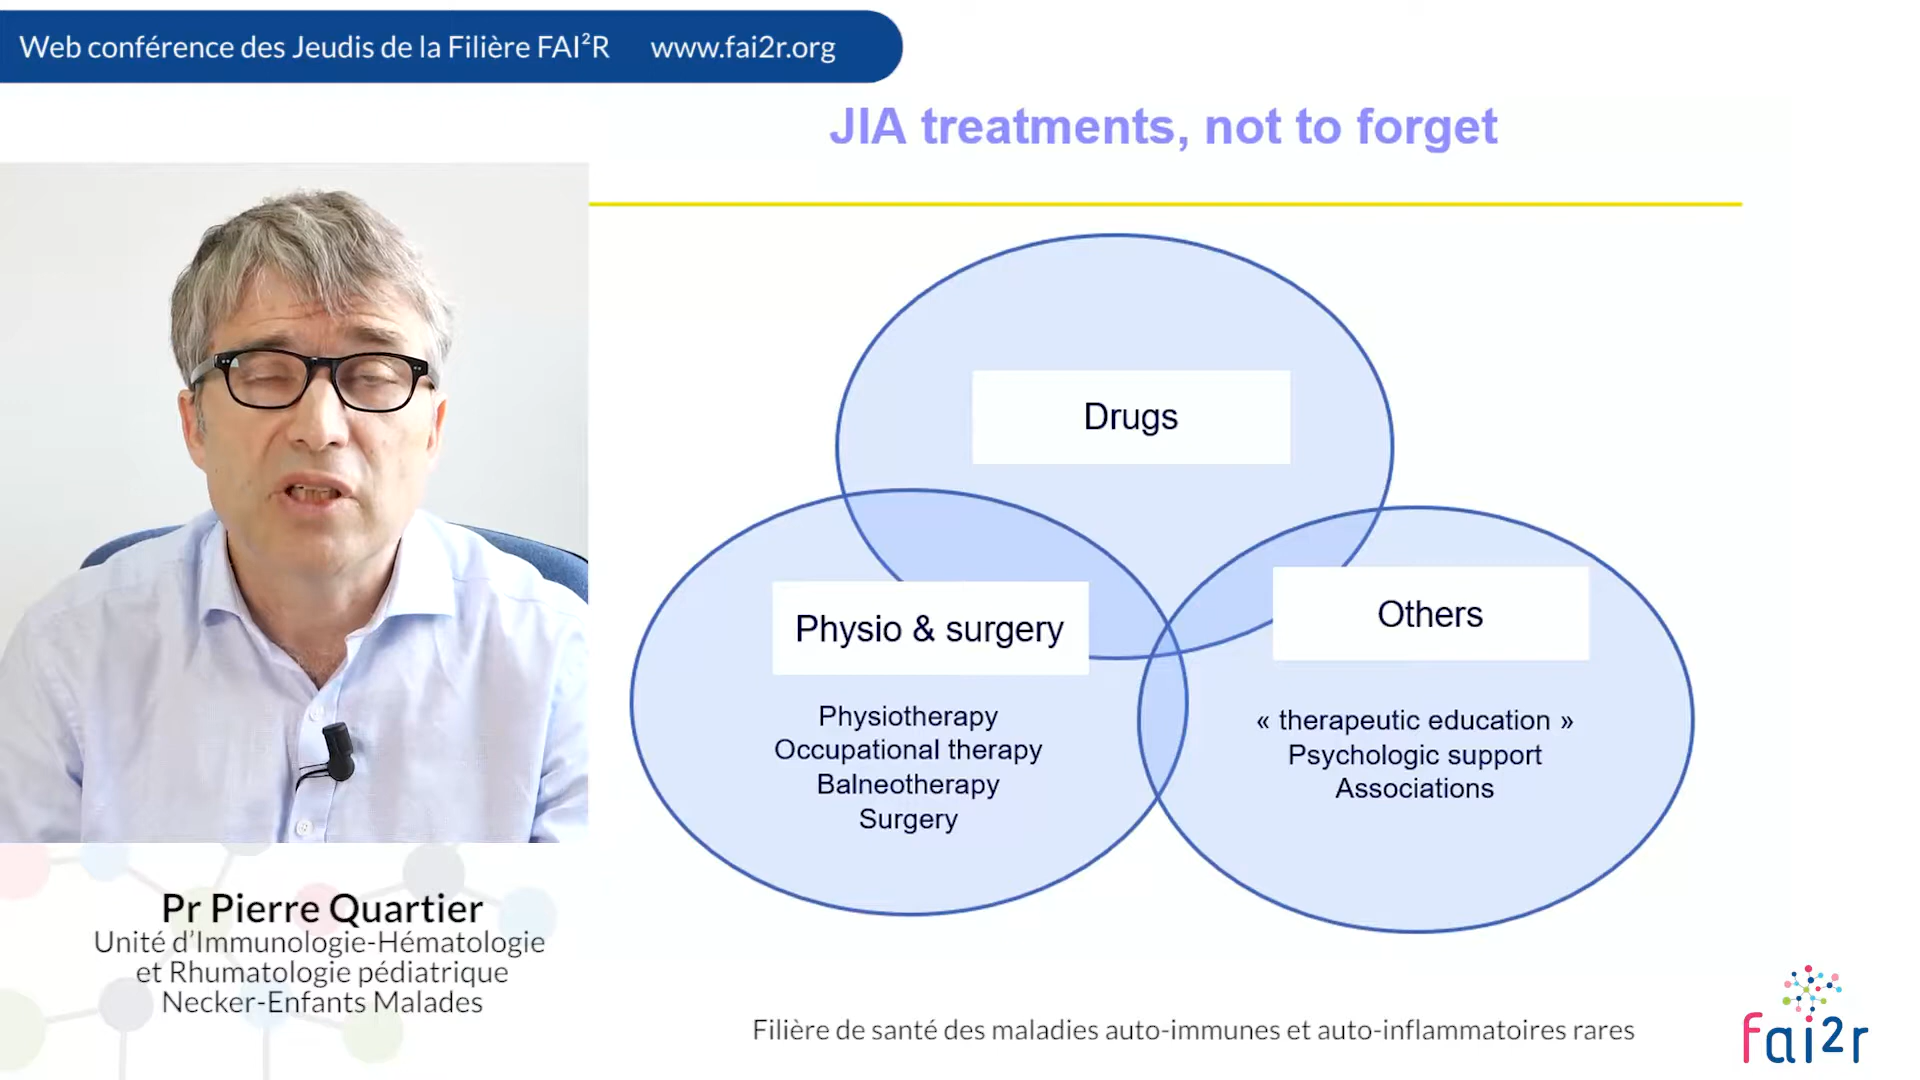 Web conférence des Jeudis de la Filière FAI²R www.fai2r.org
JIA treatments, not to forget
Drugs
Physio & surgery
Physiotherapy
Occupational therapy
Balneotherapy
Surgery
Others
« therapeutic education »
Psychologic support
Associations
Pr Pierre Quartier
Unité d'Immunologie-Hématologie
et Rhumatologie pédiatrique
Necker-Enfants Malades
Filière de santé des maladies auto-immunes et auto-inflammatoires rares
fai2r